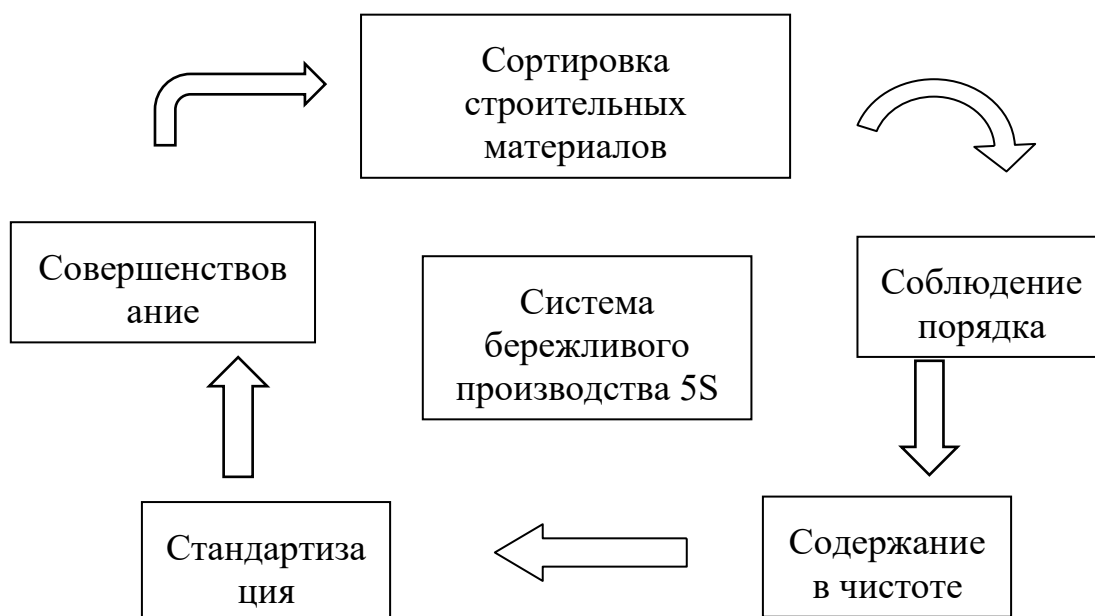 Сортировка
строительных
материалов
Совершенствов
ание
Система
бережливого
производства 5S
Соблюдение
порядка
Стандартиза
ция
Содержание
в чистоте